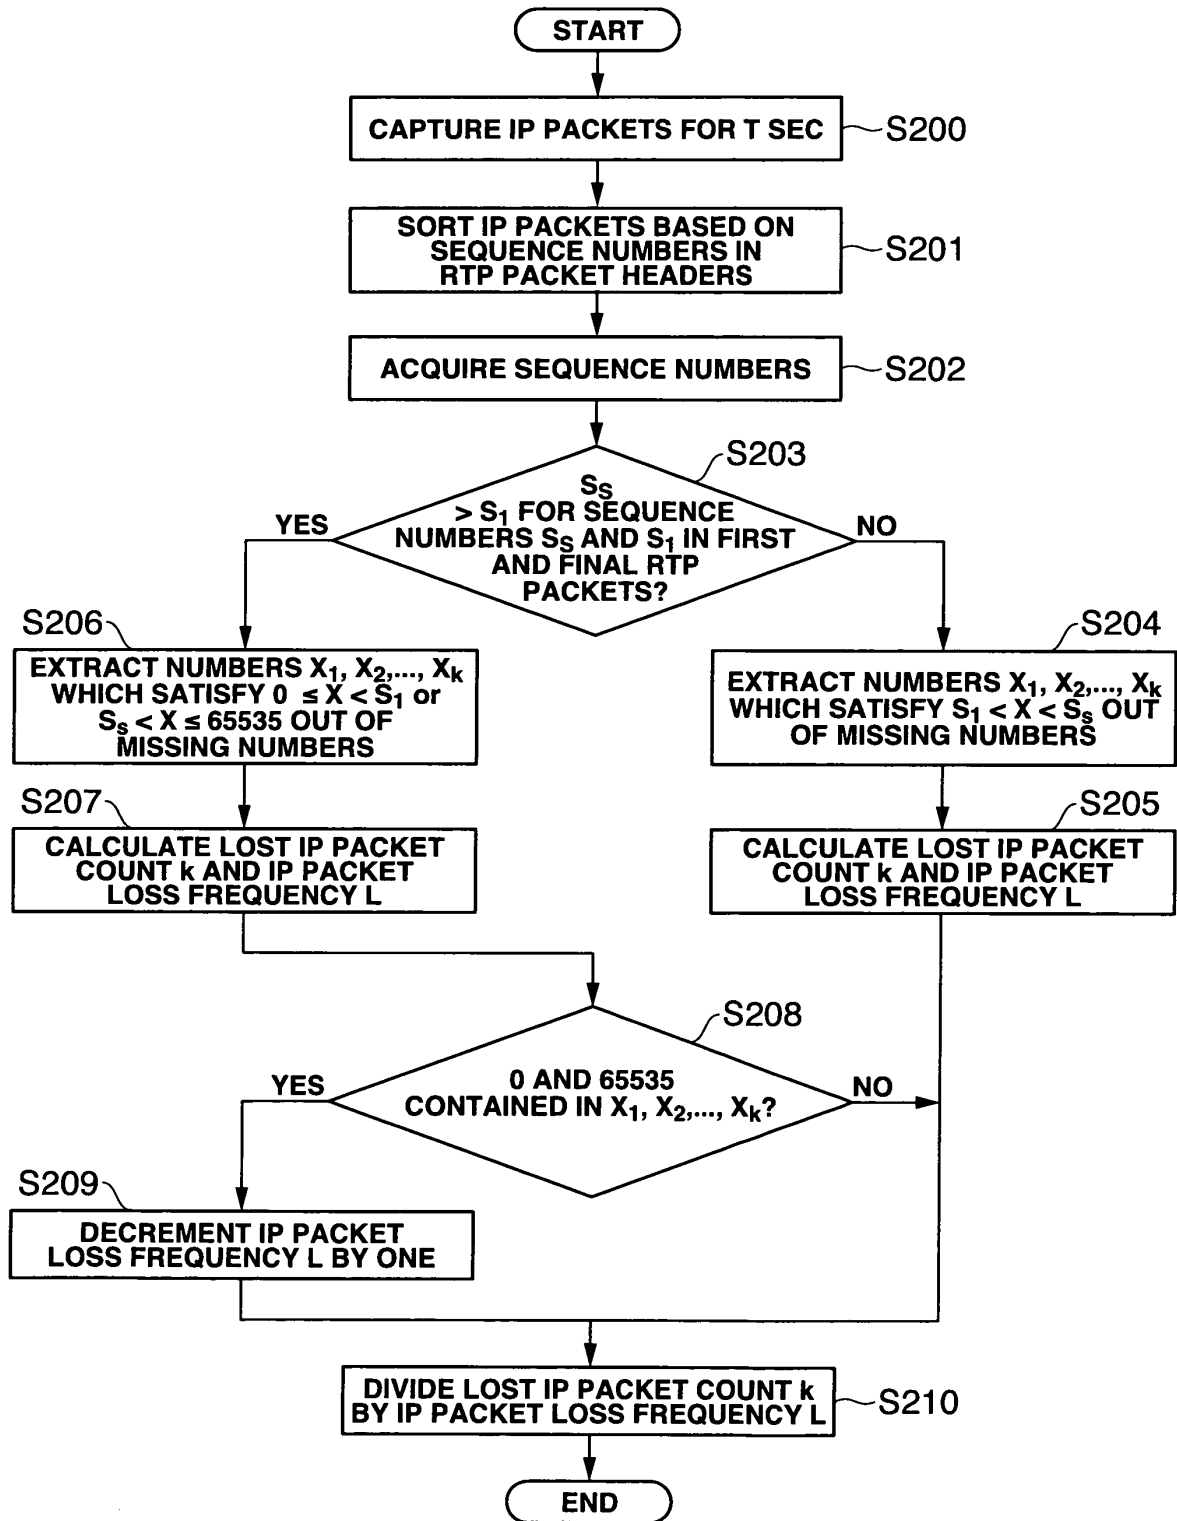 START
CAPTURE IP PACKETS FOR T SEC
S200
SORT IP PACKETS BASED ON
SEQUENCE NUMBERS IN
RTP PACKET HEADERS
S201
ACQUIRE SEQUENCE NUMBERS
S202
S203
SS
> S1 FOR SEQUENCE
NUMBERS SS AND S1 IN FIRST
AND FINAL RTP
PACKETS?
YES
NO
S206
EXTRACT NUMBERS X1, X2,..., Xk
WHICH SATISFY 0 ≤ X < S1 or
Ss < X ≤ 65535 OUT OF
MISSING NUMBERS
S204
EXTRACT NUMBERS X1, X2,..., Xk
WHICH SATISFY S1 < X < Ss OUT
OF MISSING NUMBERS
S207
CALCULATE LOST IP PACKET
COUNT k AND IP PACKET
LOSS FREQUENCY L
S205
CALCULATE LOST IP PACKET
COUNT k AND IP PACKET
LOSS FREQUENCY L
S208
0 AND 65535
CONTAINED IN X1, X2,..., Xk?
YES
NO
S209
DECREMENT IP PACKET
LOSS FREQUENCY L BY ONE
DIVIDE LOST IP PACKET COUNT k
BY IP PACKET LOSS FREQUENCY L
S210
END